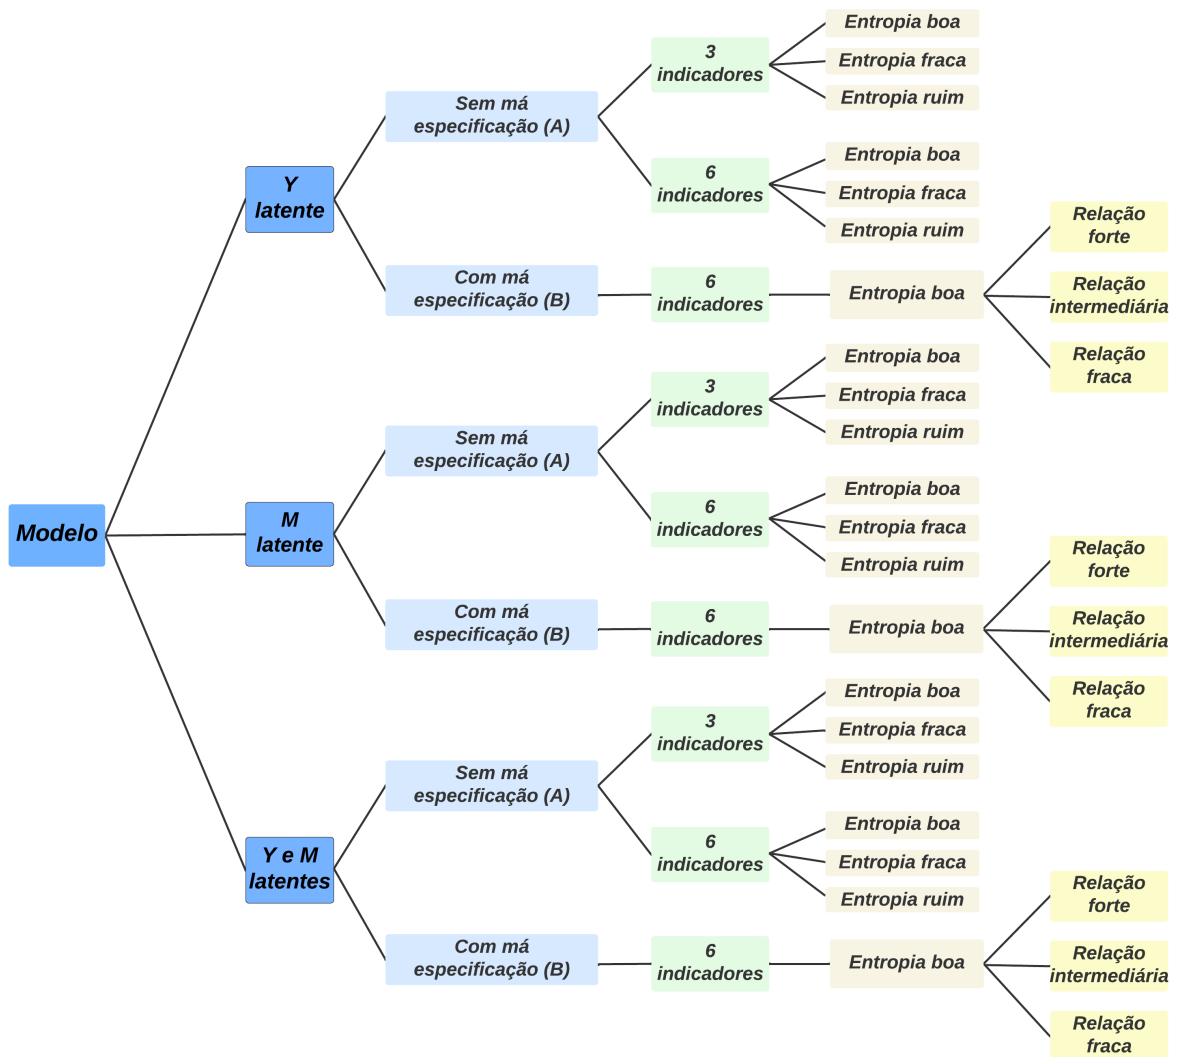 Modelo
Y
latente
Sem má
especificação (A)
3
indicadores
Entropia boa
Entropia fraca
Entropia ruim
6
indicadores
Entropia boa
Entropia fraca
Entropia ruim
Com má
especificação (B)
6
indicadores
Entropia boa
Relação
forte
Relação
intermediária
Relação
fraca
M
latente
Sem má
especificação (A)
3
indicadores
Entropia boa
Entropia fraca
Entropia ruim
6
indicadores
Entropia boa
Entropia fraca
Entropia ruim
Com má
especificação (B)
6
indicadores
Entropia boa
Relação
forte
Relação
intermediária
Relação
fraca
Y e M
latentes
Sem má
especificação (A)
3
indicadores
Entropia boa
Entropia fraca
Entropia ruim
6
indicadores
Entropia boa
Entropia fraca
Entropia ruim
Com má
especificação (B)
6
indicadores
Entropia boa
Relação
forte
Relação
intermediária
Relação
fraca